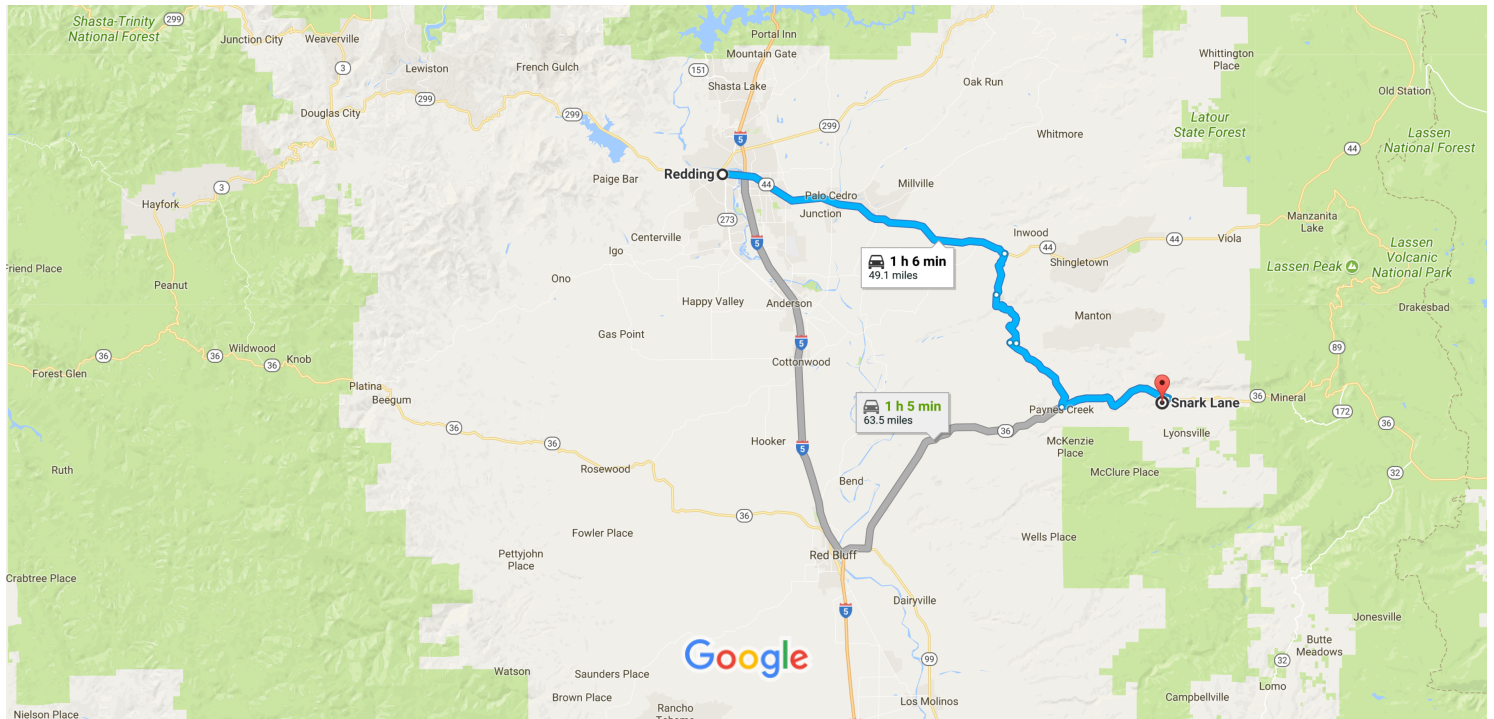 Shasta-Trinity
National Forest
299
Junction City
Weaverville
Portal Inn
Mountain Gate
Whittington
Place
3
Lewiston
French Gulch
151
Shasta Lake
Oak Run
Old Station
299
299
Douglas City
299
5
299
Whitmore
Latour
State Forest
44
Lassen
National Forest
Redding
Paige Bar
44
Millville
3
Hayfork
Palo Cedro
Junction
273
Centerville
5
Inwood
44
44
Viola
Manzanita
Lake
Igo
1 h 6 min
49.1 miles
Shingletown
Lassen
Volcanic
National Park
Lassen Peak
Friend Place
Peanut
Ono
Happy Valley
Anderson
Manton
Drakesbad
Gas Point
36
36
Wildwood
Knob
36
5
Cottonwood
89
Forest Glen
Platina
Beegum
1 h 5 min
63.5 miles
Paynes Creek
Snark Lane
36
Mineral
172
36
36
Hooker
5
36
McKenzie
Place
Lyonsville
Ruth
Rosewood
Bend
McClure Place
32
36
Fowler Place
Wells Place
Pettyjohn
Place
Red Bluff
Crabtree Place
5
Dairyville
Jonesville
Google
Butte
Meadows
32
99
Watson
Saunders Place
Brown Place
Rancho
Los Molinos
Campbellville
Lomo
Nielson Place